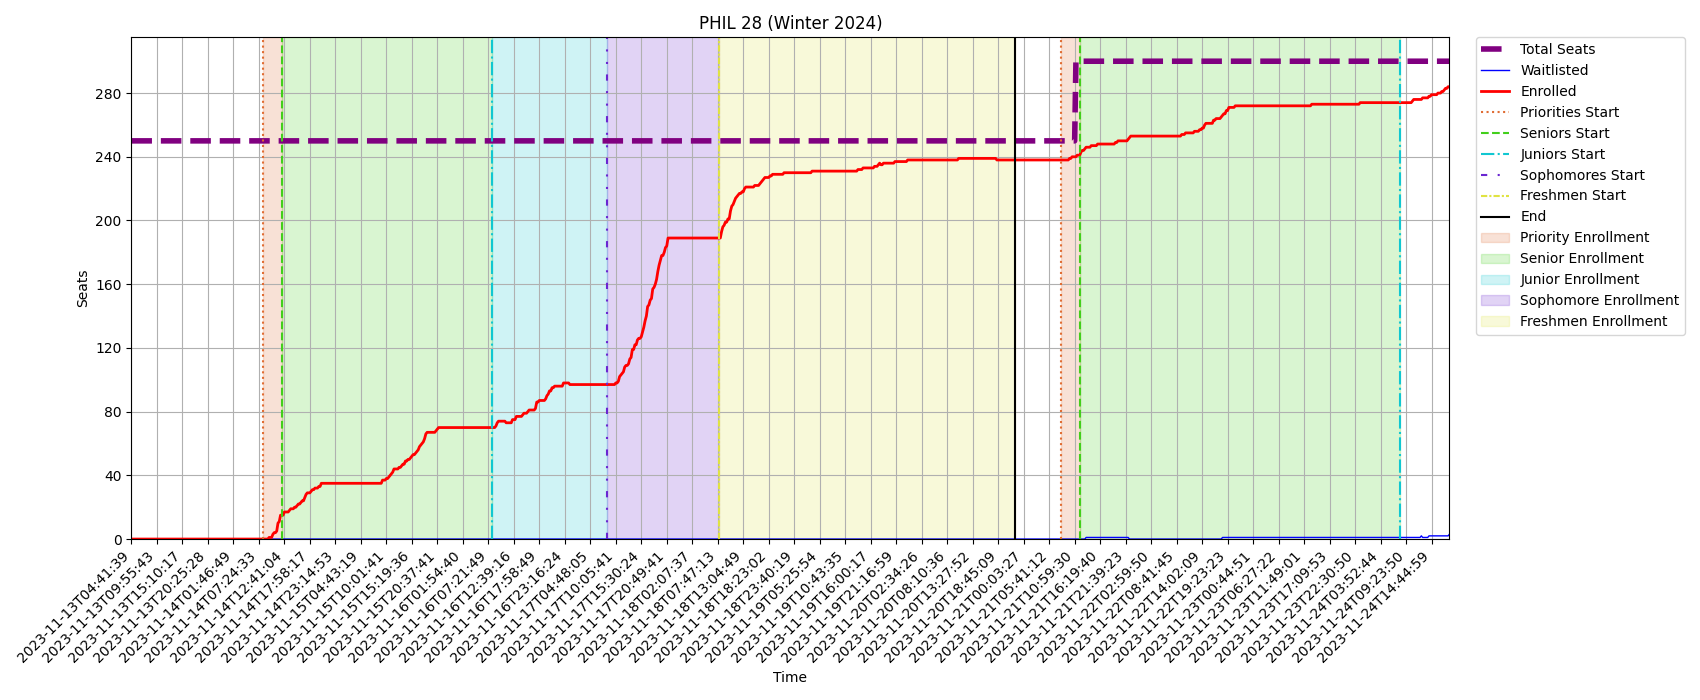 PHIL 28 (Winter 2024)
Seats
280
240
200
160
120
80
40
0
2023-11-13T04:41:39
2023-11-13T09:55:43
2023-11-13T15:10:17
2023-11-13T20:25:28
2023-11-14T01:46:49
2023-11-14T07:24:33
2023-11-14T12:41:04
2023-11-14T17:58:17
2023-11-14T23:14:53
2023-11-15T04:43:19
2023-11-15T10:01:41
2023-11-15T15:19:36
2023-11-15T20:37:41
2023-11-16T01:54:40
2023-11-16T07:21:49
2023-11-16T12:39:16
2023-11-16T17:58:49
2023-11-16T23:16:24
2023-11-17T04:48:05
2023-11-17T10:05:41
2023-11-17T15:30:24
2023-11-17T20:49:41
2023-11-18T02:07:37
2023-11-18T07:47:13
2023-11-18T13:04:49
2023-11-18T18:23:02
2023-11-18T23:40:19
2023-11-19T05:25:54
2023-11-19T10:43:35
2023-11-19T16:00:17
2023-11-19T21:16:59
2023-11-20T02:34:26
2023-11-20T08:10:36
2023-11-20T13:27:52
2023-11-20T18:45:09
2023-11-21T00:03:27
2023-11-21T05:41:12
2023-11-21T10:59:30
2023-11-21T16:19:40
2023-11-21T21:39:23
2023-11-22T02:59:50
2023-11-22T08:41:45
2023-11-22T14:02:09
2023-11-22T19:23:23
2023-11-23T00:44:51
2023-11-23T06:27:22
2023-11-23T11:49:01
2023-11-23T17:09:53
2023-11-23T22:30:50
2023-11-24T03:52:44
2023-11-24T09:23:50
2023-11-24T14:44:59
Time
Total Seats
Waitlisted
Enrolled
Priorities Start
Seniors Start
Juniors Start
Sophomores Start
Freshmen Start
End
Priority Enrollment
Senior Enrollment
Junior Enrollment
Sophomore Enrollment
Freshmen Enrollment